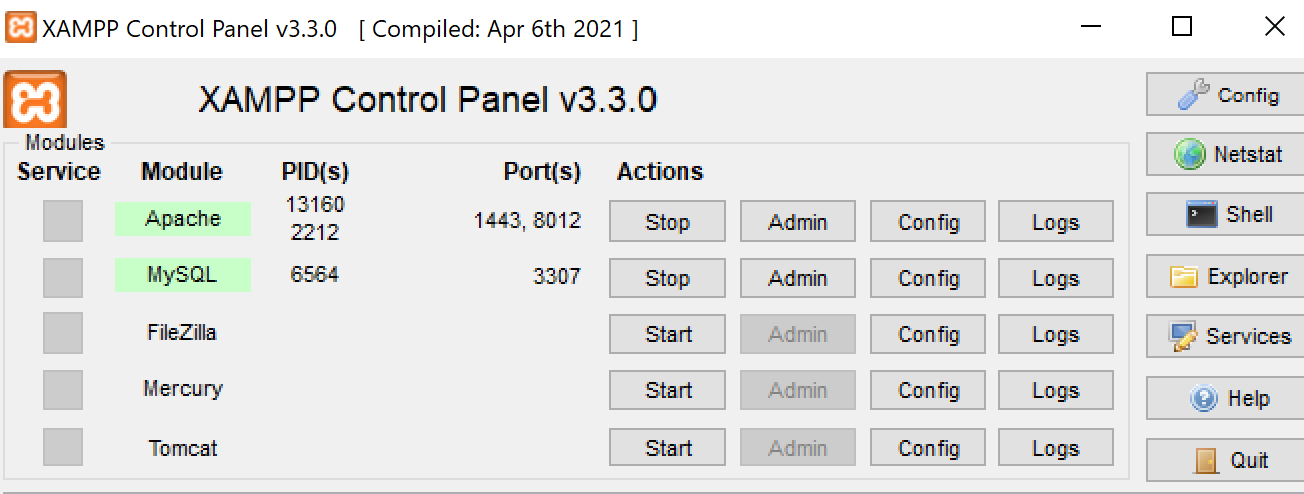 XAMPP Control Panel v3.3.0 [ Compiled: Apr 6th 2021 ]
XAMPP Control Panel v3.3.0
Modules
Service Module PID(s) Port(s) Actions
Apache 13160 2212 1443, 8012 Stop Admin Config Logs
MySQL 6564 3307 Stop Admin Config Logs
FileZilla Start Admin Config Logs
Mercury Start Admin Config Logs
Tomcat Start Admin Config Logs
Config
Netstat
Shell
Explorer
Services
Help
Quit